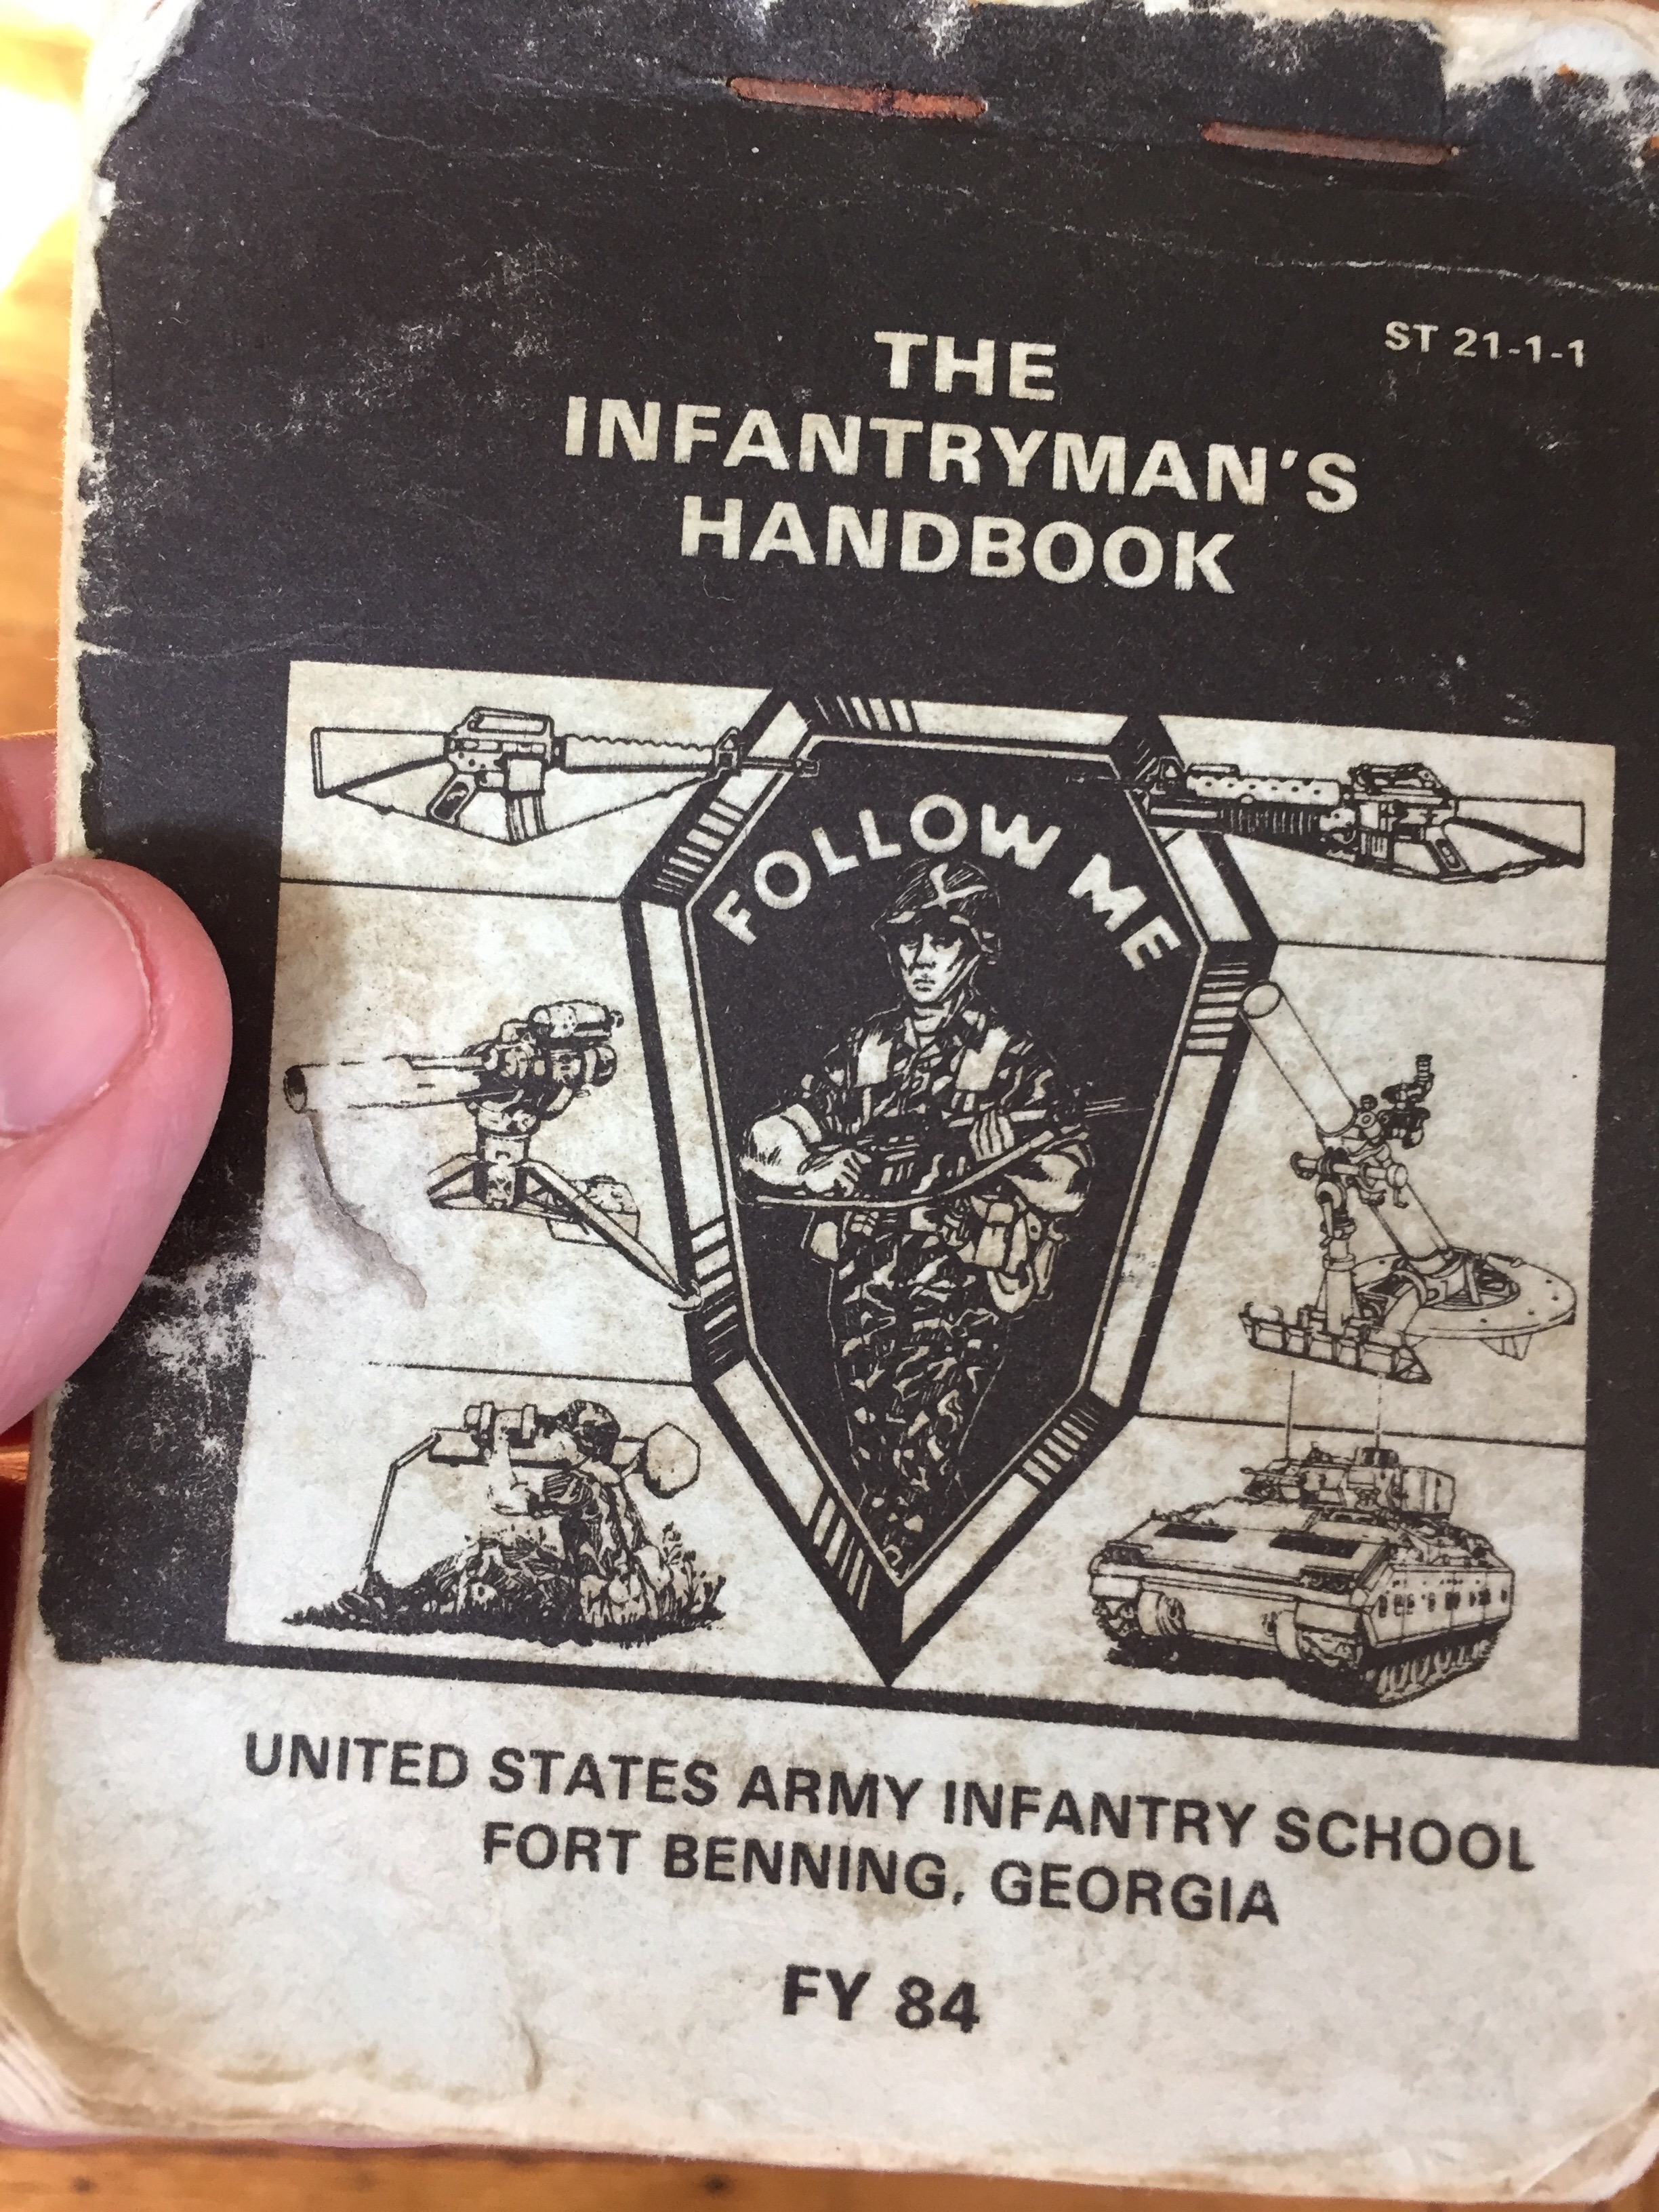 ST 21-1-1
THE
INFANTRYMAN'S
HANDBOOK
FOLLOW ME
UNITED STATES ARMY INFANTRY SCHOOL
FORT BENNING, GEORGIA
FY 84